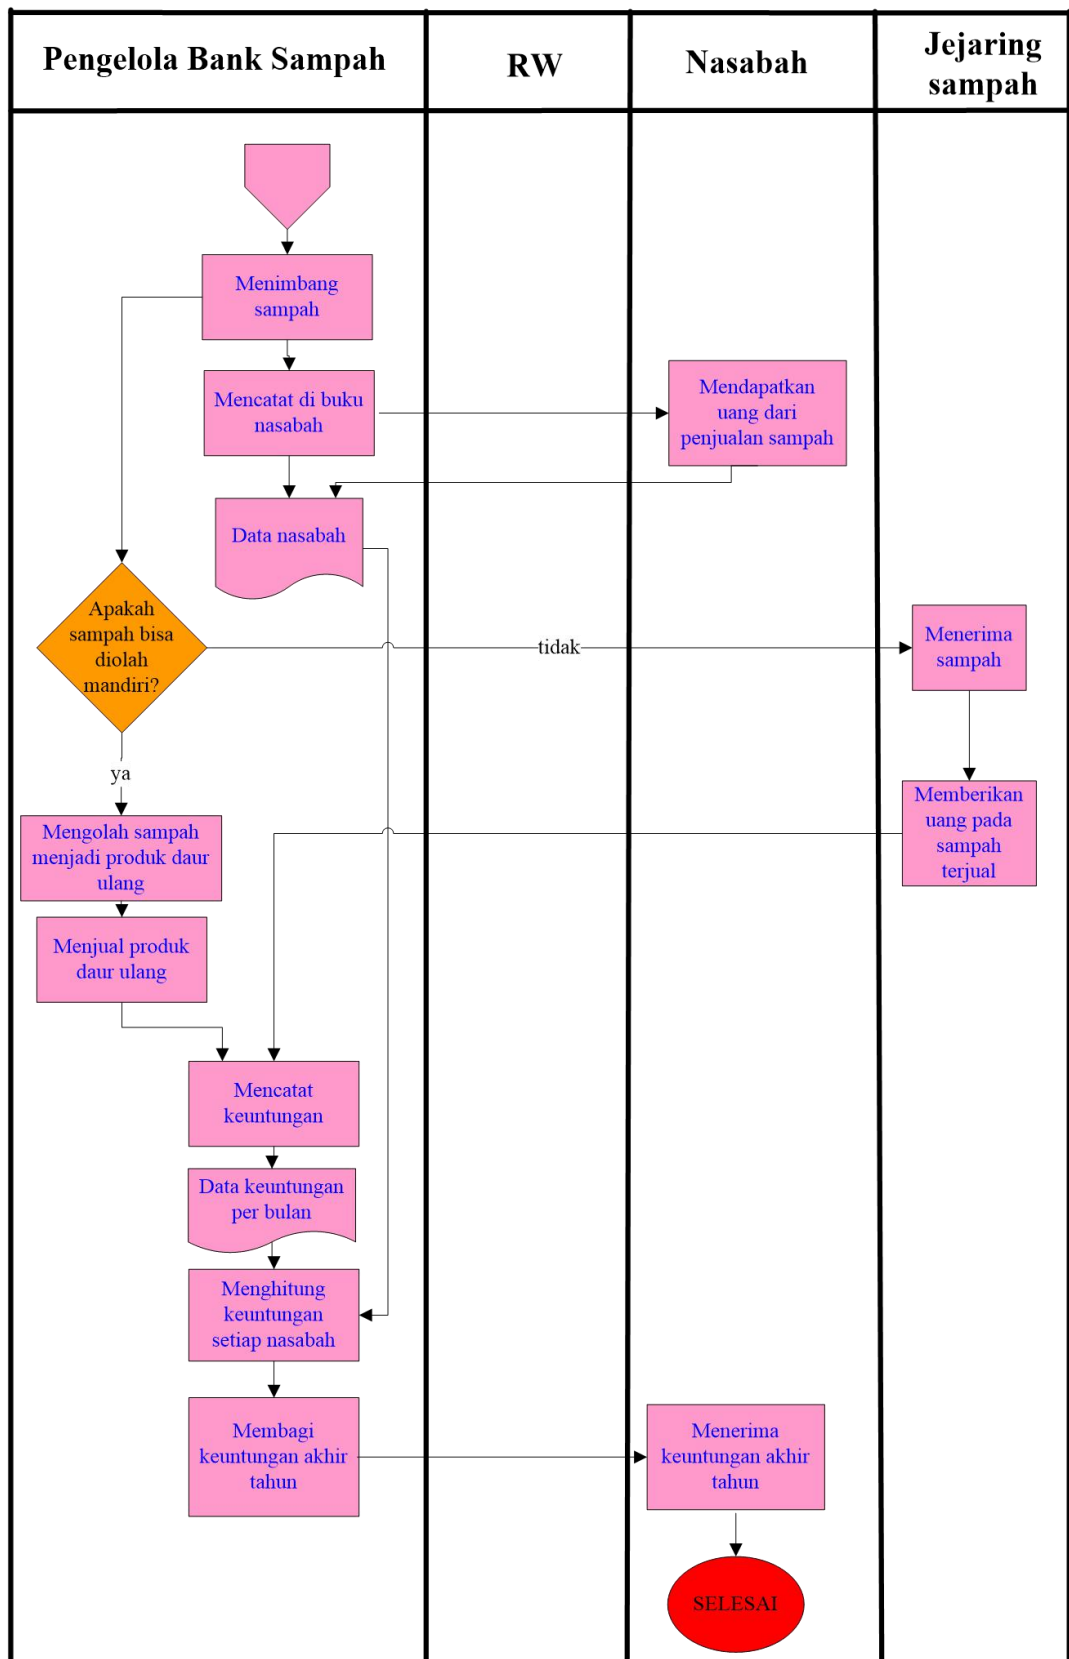 Pengelola Bank Sampah
RW
Nasabah
Jejaring
sampah
Menimbang
sampah
Mencatat di buku
nasabah
Mendapatkan
uang dari
penjualan sampah
Data nasabah
Apakah
sampah bisa
diolah
mandiri?
tidak
Menerima
sampah
ya
Memberikan
uang pada
sampah
terjual
Mengolah sampah
menjadi produk daur
ulang
Menjual produk
daur ulang
Mencatat
keuntungan
Data keuntungan
per bulan
Menghitung
keuntungan
setiap nasabah
Membagi
keuntungan akhir
tahun
Menerima
keuntungan akhir
tahun
SELESAI